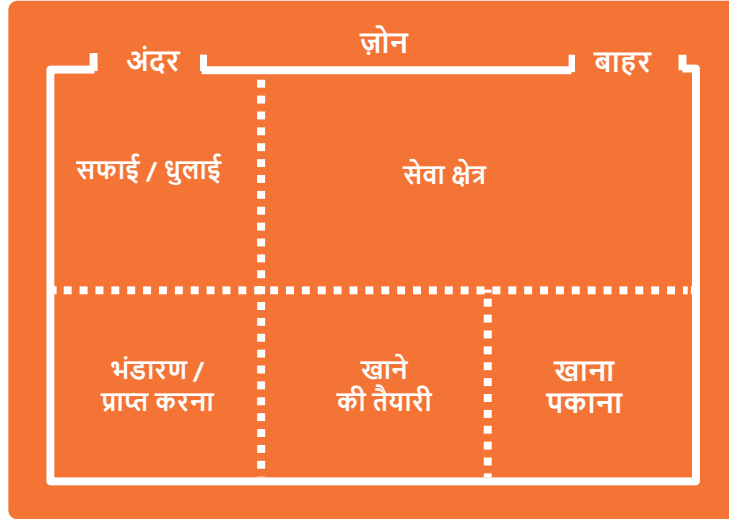 ज़ोन
अंदर
बाहर
सफाई / धुलाई
सेवा क्षेत्र
भंडारण /
प्राप्त करना
खाने
की तैयारी
खाना
पकाना